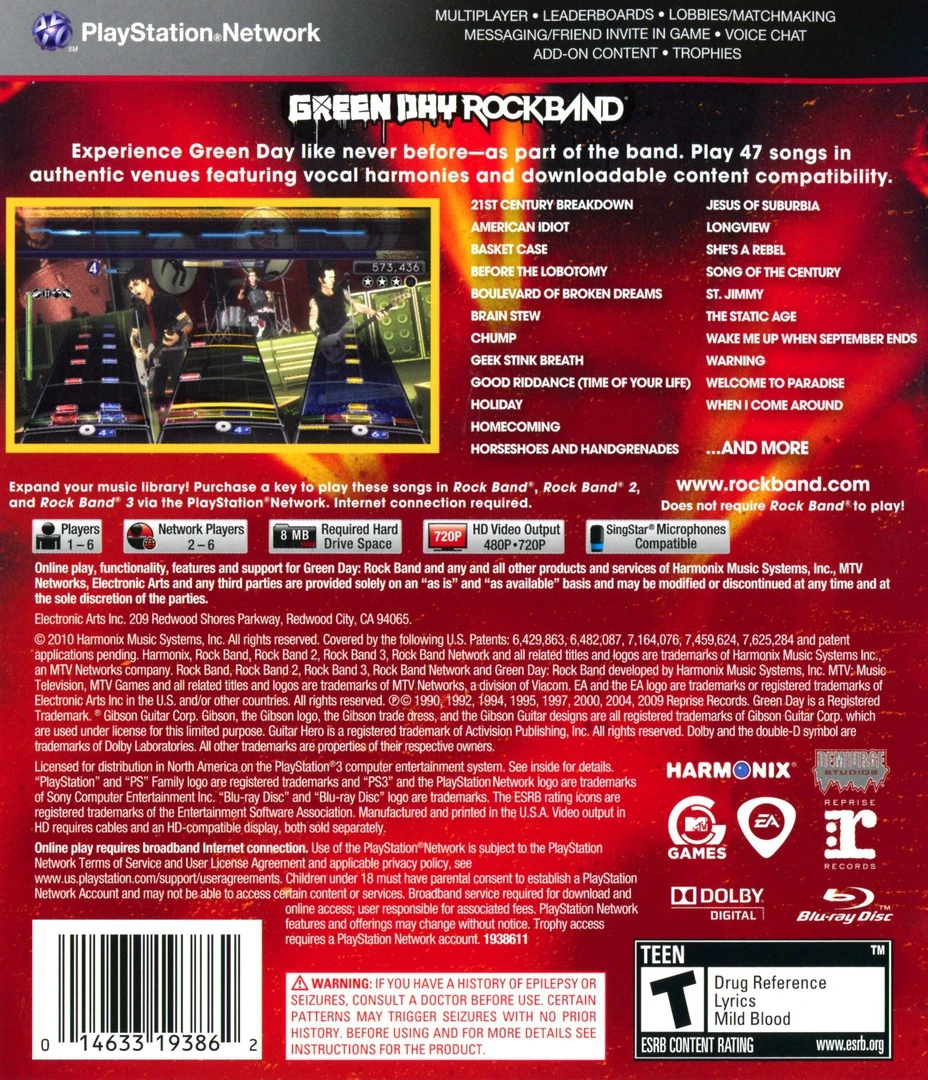 PlayStation®Network
SM
MULTIPLAYER • LEADERBOARDS • LOBBIES/MATCHMAKING
MESSAGING/FRIEND INVITE IN GAME • VOICE CHAT
ADD-ON CONTENT • TROPHIES
GREEN DAY ROCKBAND®
Experience Green Day like never before—as part of the band. Play 47 songs in
authentic venues featuring vocal harmonies and downloadable content compatibility.
4
573,436
4x
4x
6x
21ST CENTURY BREAKDOWN
AMERICAN IDIOT
BASKET CASE
BEFORE THE LOBOTOMY
BOULEVARD OF BROKEN DREAMS
BRAIN STEW
CHUMP
GEEK STINK BREATH
GOOD RIDDANCE (TIME OF YOUR LIFE)
HOLIDAY
HOMECOMING
HORSESHOES AND HANDGRENADES
JESUS OF SUBURBIA
LONGVIEW
SHE'S A REBEL
SONG OF THE CENTURY
ST. JIMMY
THE STATIC AGE
WAKE ME UP WHEN SEPTEMBER ENDS
WARNING
WELCOME TO PARADISE
WHEN I COME AROUND
...AND MORE
Expand your music library! Purchase a key to play these songs in Rock Band®, Rock Band® 2,
and Rock Band® 3 via the PlayStation®Network. Internet connection required.
www.rockband.com
Does not require Rock Band® to play!
Players
1 – 6
Network Players
2 – 6
8 MB
Required Hard
Drive Space
720P
HD Video Output
480P•720P
SingStar® Microphones
Compatible
Online play, functionality, features and support for Green Day: Rock Band and any and all other products and services of Harmonix Music Systems, Inc., MTV
Networks, Electronic Arts and any third parties are provided solely on an "as is" and "as available" basis and may be modified or discontinued at any time and at
the sole discretion of the parties.
Electronic Arts Inc. 209 Redwood Shores Parkway, Redwood City, CA 94065.
© 2010 Harmonix Music Systems, Inc. All rights reserved. Covered by the following U.S. Patents: 6,429,863, 6,482,087, 7,164,076, 7,459,624, 7,625,284 and patent
applications pending. Harmonix, Rock Band, Rock Band 2, Rock Band 3, Rock Band Network and all related titles and logos are trademarks of Harmonix Music Systems, Inc.,
an MTV Networks company. Rock Band, Rock Band 2, Rock Band 3, Rock Band Network and Green Day: Rock Band developed by Harmonix Music Systems, Inc. MTV: Music
Television, MTV Games and all related titles and logos are trademarks of MTV Networks, a division of Viacom. EA and the EA logo are trademarks or registered trademarks of
Electronic Arts Inc in the U.S. and/or other countries. All rights reserved. ℗© 1990, 1992, 1994, 1995, 1997, 2000, 2004, 2009 Reprise Records. Green Day is a Registered
Trademark. ® Gibson Guitar Corp. Gibson, the Gibson logo, the Gibson trade dress, and the Gibson Guitar designs are all registered trademarks of Gibson Guitar Corp. which
are used under license for this limited purpose. Guitar Hero is a registered trademark of Activision Publishing, Inc. All rights reserved. Dolby and the double-D symbol are
trademarks of Dolby Laboratories. All other trademarks are properties of their respective owners.
Licensed for distribution in North America on the PlayStation®3 computer entertainment system. See inside for details.
"PlayStation" and "PS" Family logo are registered trademarks and "PS3" and the PlayStation Network logo are trademarks
of Sony Computer Entertainment Inc. "Blu-ray Disc" and "Blu-ray Disc" logo are trademarks. The ESRB rating icons are
registered trademarks of the Entertainment Software Association. Manufactured and printed in the U.S.A. Video output in
HD requires cables and an HD-compatible display, both sold separately.
Online play requires broadband Internet connection. Use of the PlayStation®Network is subject to the PlayStation
Network Terms of Service and User License Agreement and applicable privacy policy, see
www.us.playstation.com/support/useragreements. Children under 18 must have parental consent to establish a PlayStation
Network Account and may not be able to access certain content or services. Broadband service required for download and
online access; user responsible for associated fees. PlayStation Network
features and offerings may change without notice. Trophy access
requires a PlayStation Network account. 1938611
HARMONIX®
DEMIURGE
STUDIOS
MTV
GAMES
EA
REPRISE
r
RECORDS
DOLBY
DIGITAL
Blu-ray Disc™
0 14633 19386 2
WARNING: IF YOU HAVE A HISTORY OF EPILEPSY OR
SEIZURES, CONSULT A DOCTOR BEFORE USE. CERTAIN
PATTERNS MAY TRIGGER SEIZURES WITH NO PRIOR
HISTORY. BEFORE USING AND FOR MORE DETAILS SEE
INSTRUCTIONS FOR THE PRODUCT.
TEEN ™
T
Drug Reference
Lyrics
Mild Blood
ESRB CONTENT RATING www.esrb.org